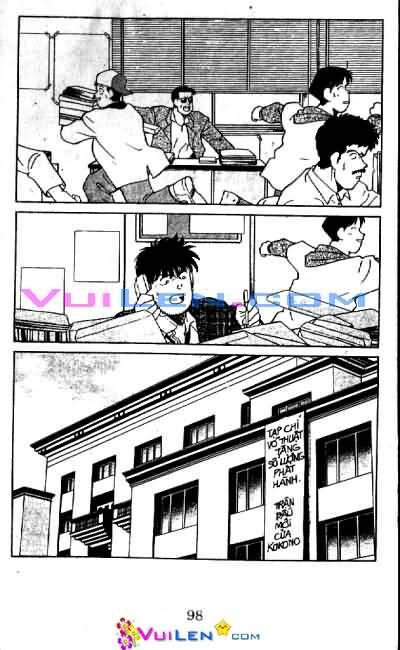 VuiLen.com
TẠP CHÍ
VÕ THUẬT
TĂNG
SỐ LƯỢNG
PHÁT
HÀNH.
TRẬN
ĐẤU
MỚI
CỦA
KOKONO
98
VuiLen.com